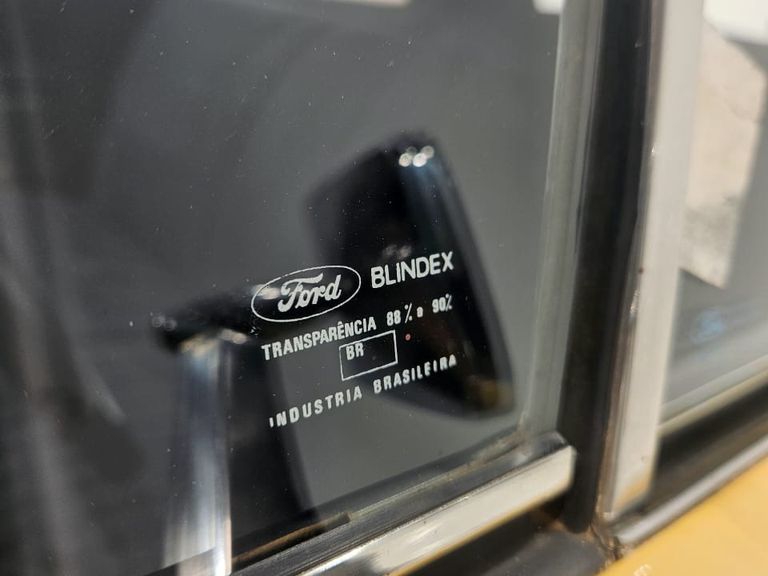 Ford BLINDEX
TRANSPARÊNCIA 88% a 90%
BR
INDUSTRIA BRASILEIRA